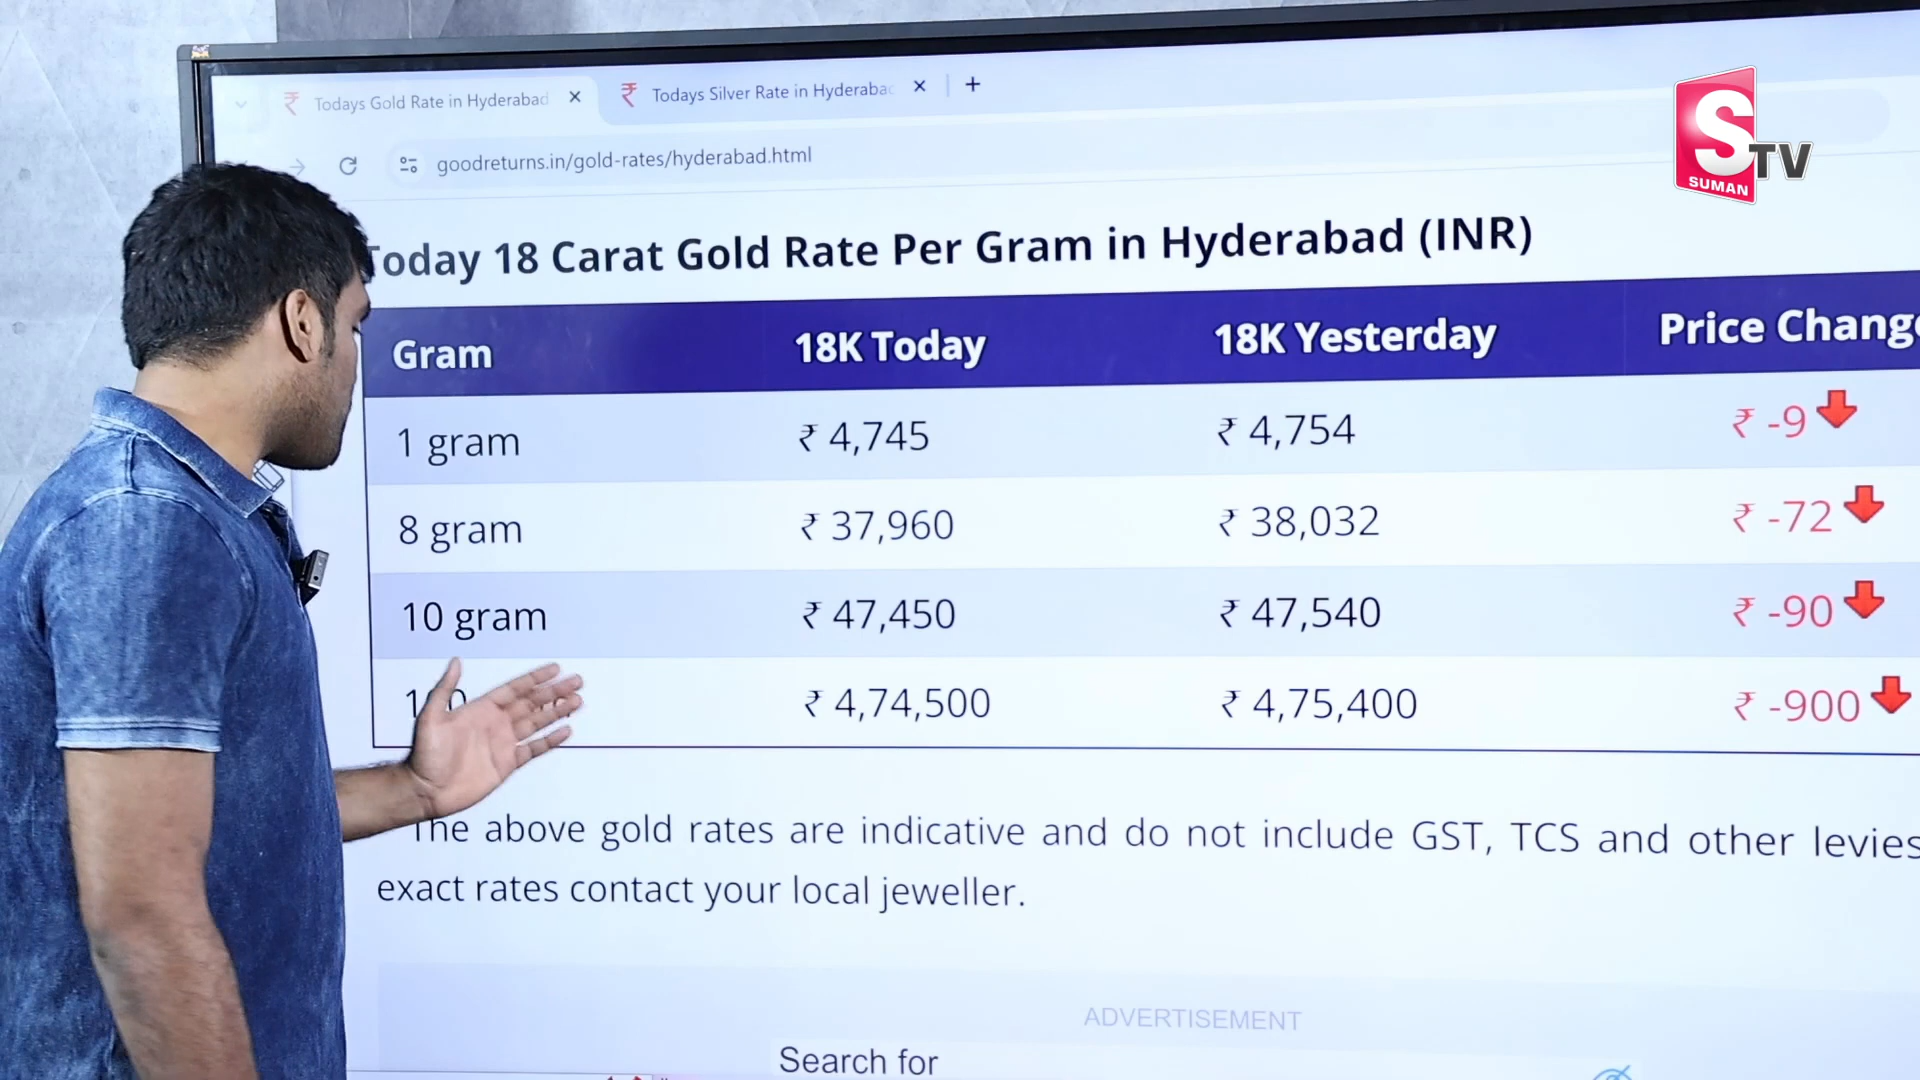 Todays Gold Rate in Hyderabad
Todays Silver Rate in
goodreturns.in/gold-rates/hyderabad.html
S TV
SUMAN
Today 18 Carat Gold Rate Per Gram in Hyderabad (INR)
Gram 18K Today 18K Yesterday Price
1 gram ₹ 4,745 ₹ 4,754 ₹ -9
8 gram ₹ 37,960 ₹ 38,032 ₹ -72
10 gram ₹ 47,450 ₹ 47,540 ₹ -90
₹ 4,74,500 ₹ 4,75,400 ₹ -900
The above gold rates are indicative and do not include GST, TCS and other levies
exact rates contact your local jeweller.
ADVERTISEMENT
Search for